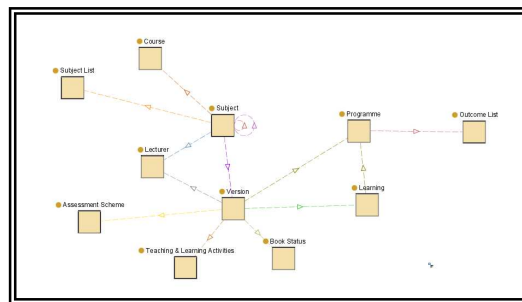 Course
Subject List
Subject
Programme
Outcome List
Lecturer
Version
Learning
Assessment Scheme
Book Status
Teaching & Learning Activities